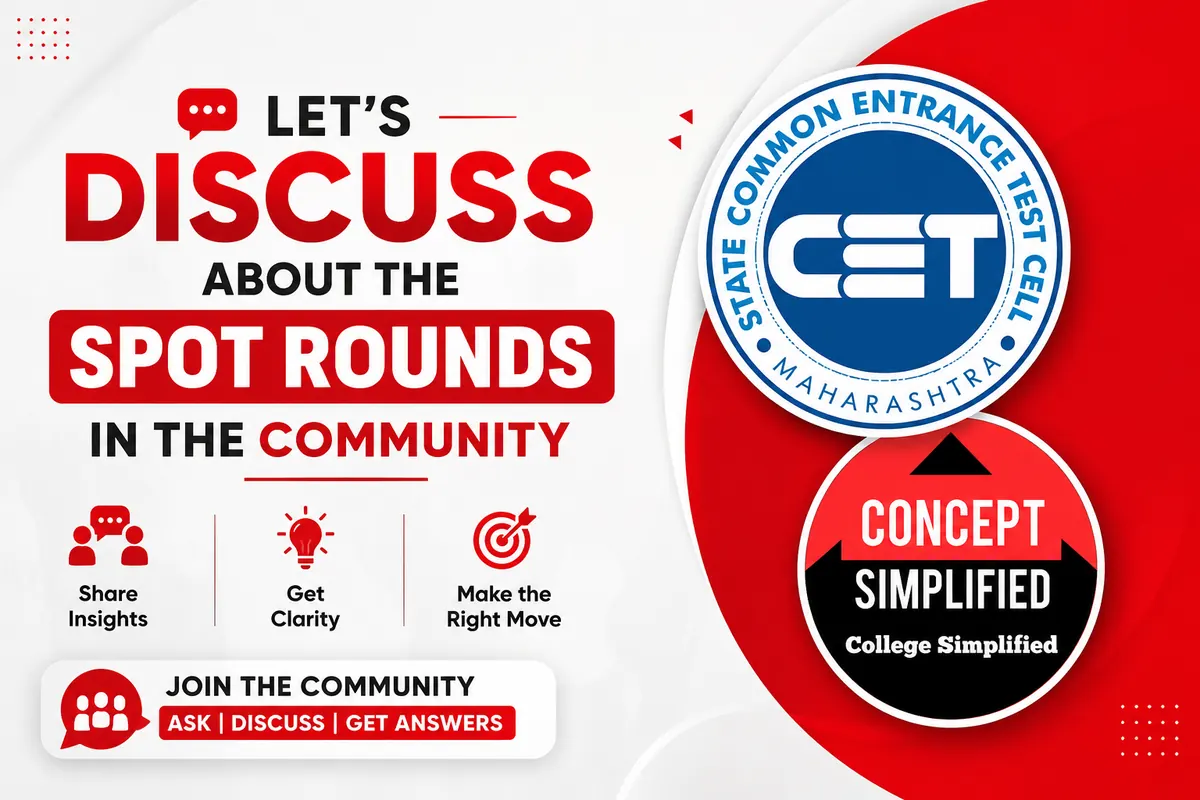 LET'S
DISCUSS
ABOUT THE
SPOT ROUNDS
IN THE COMMUNITY
Share
Insights
Get
Clarity
Make the
Right Move
JOIN THE COMMUNITY
ASK | DISCUSS | GET ANSWERS
STATE COMMON ENTRANCE TEST CELL
CET
MAHARASHTRA
CONCEPT
SIMPLIFIED
College Simplified